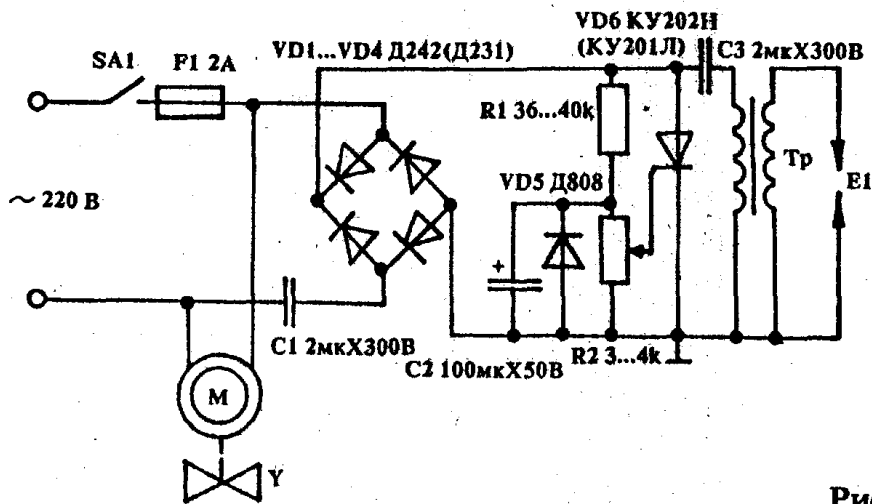 VD6 КУ202Н
SA1 F1 2A VD1...VD4 Д242(Д231) (КУ201Л) C3 2мкХ300В
R1 36...40k
Тр
VD5 Д808 E1
~ 220 В
+
C1 2мкХ300В R2 3...4k
C2 100мкХ50В
M
Y
Рис